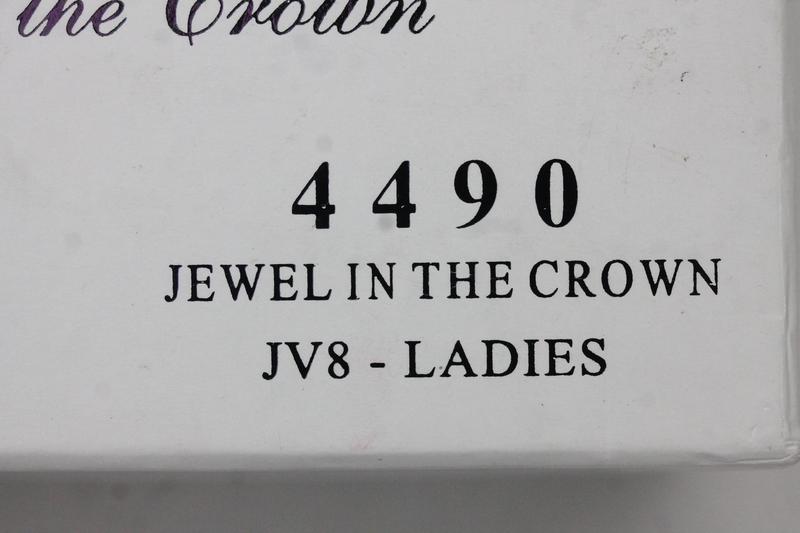 the Crown
4490
JEWEL IN THE CROWN
JV8 - LADIES